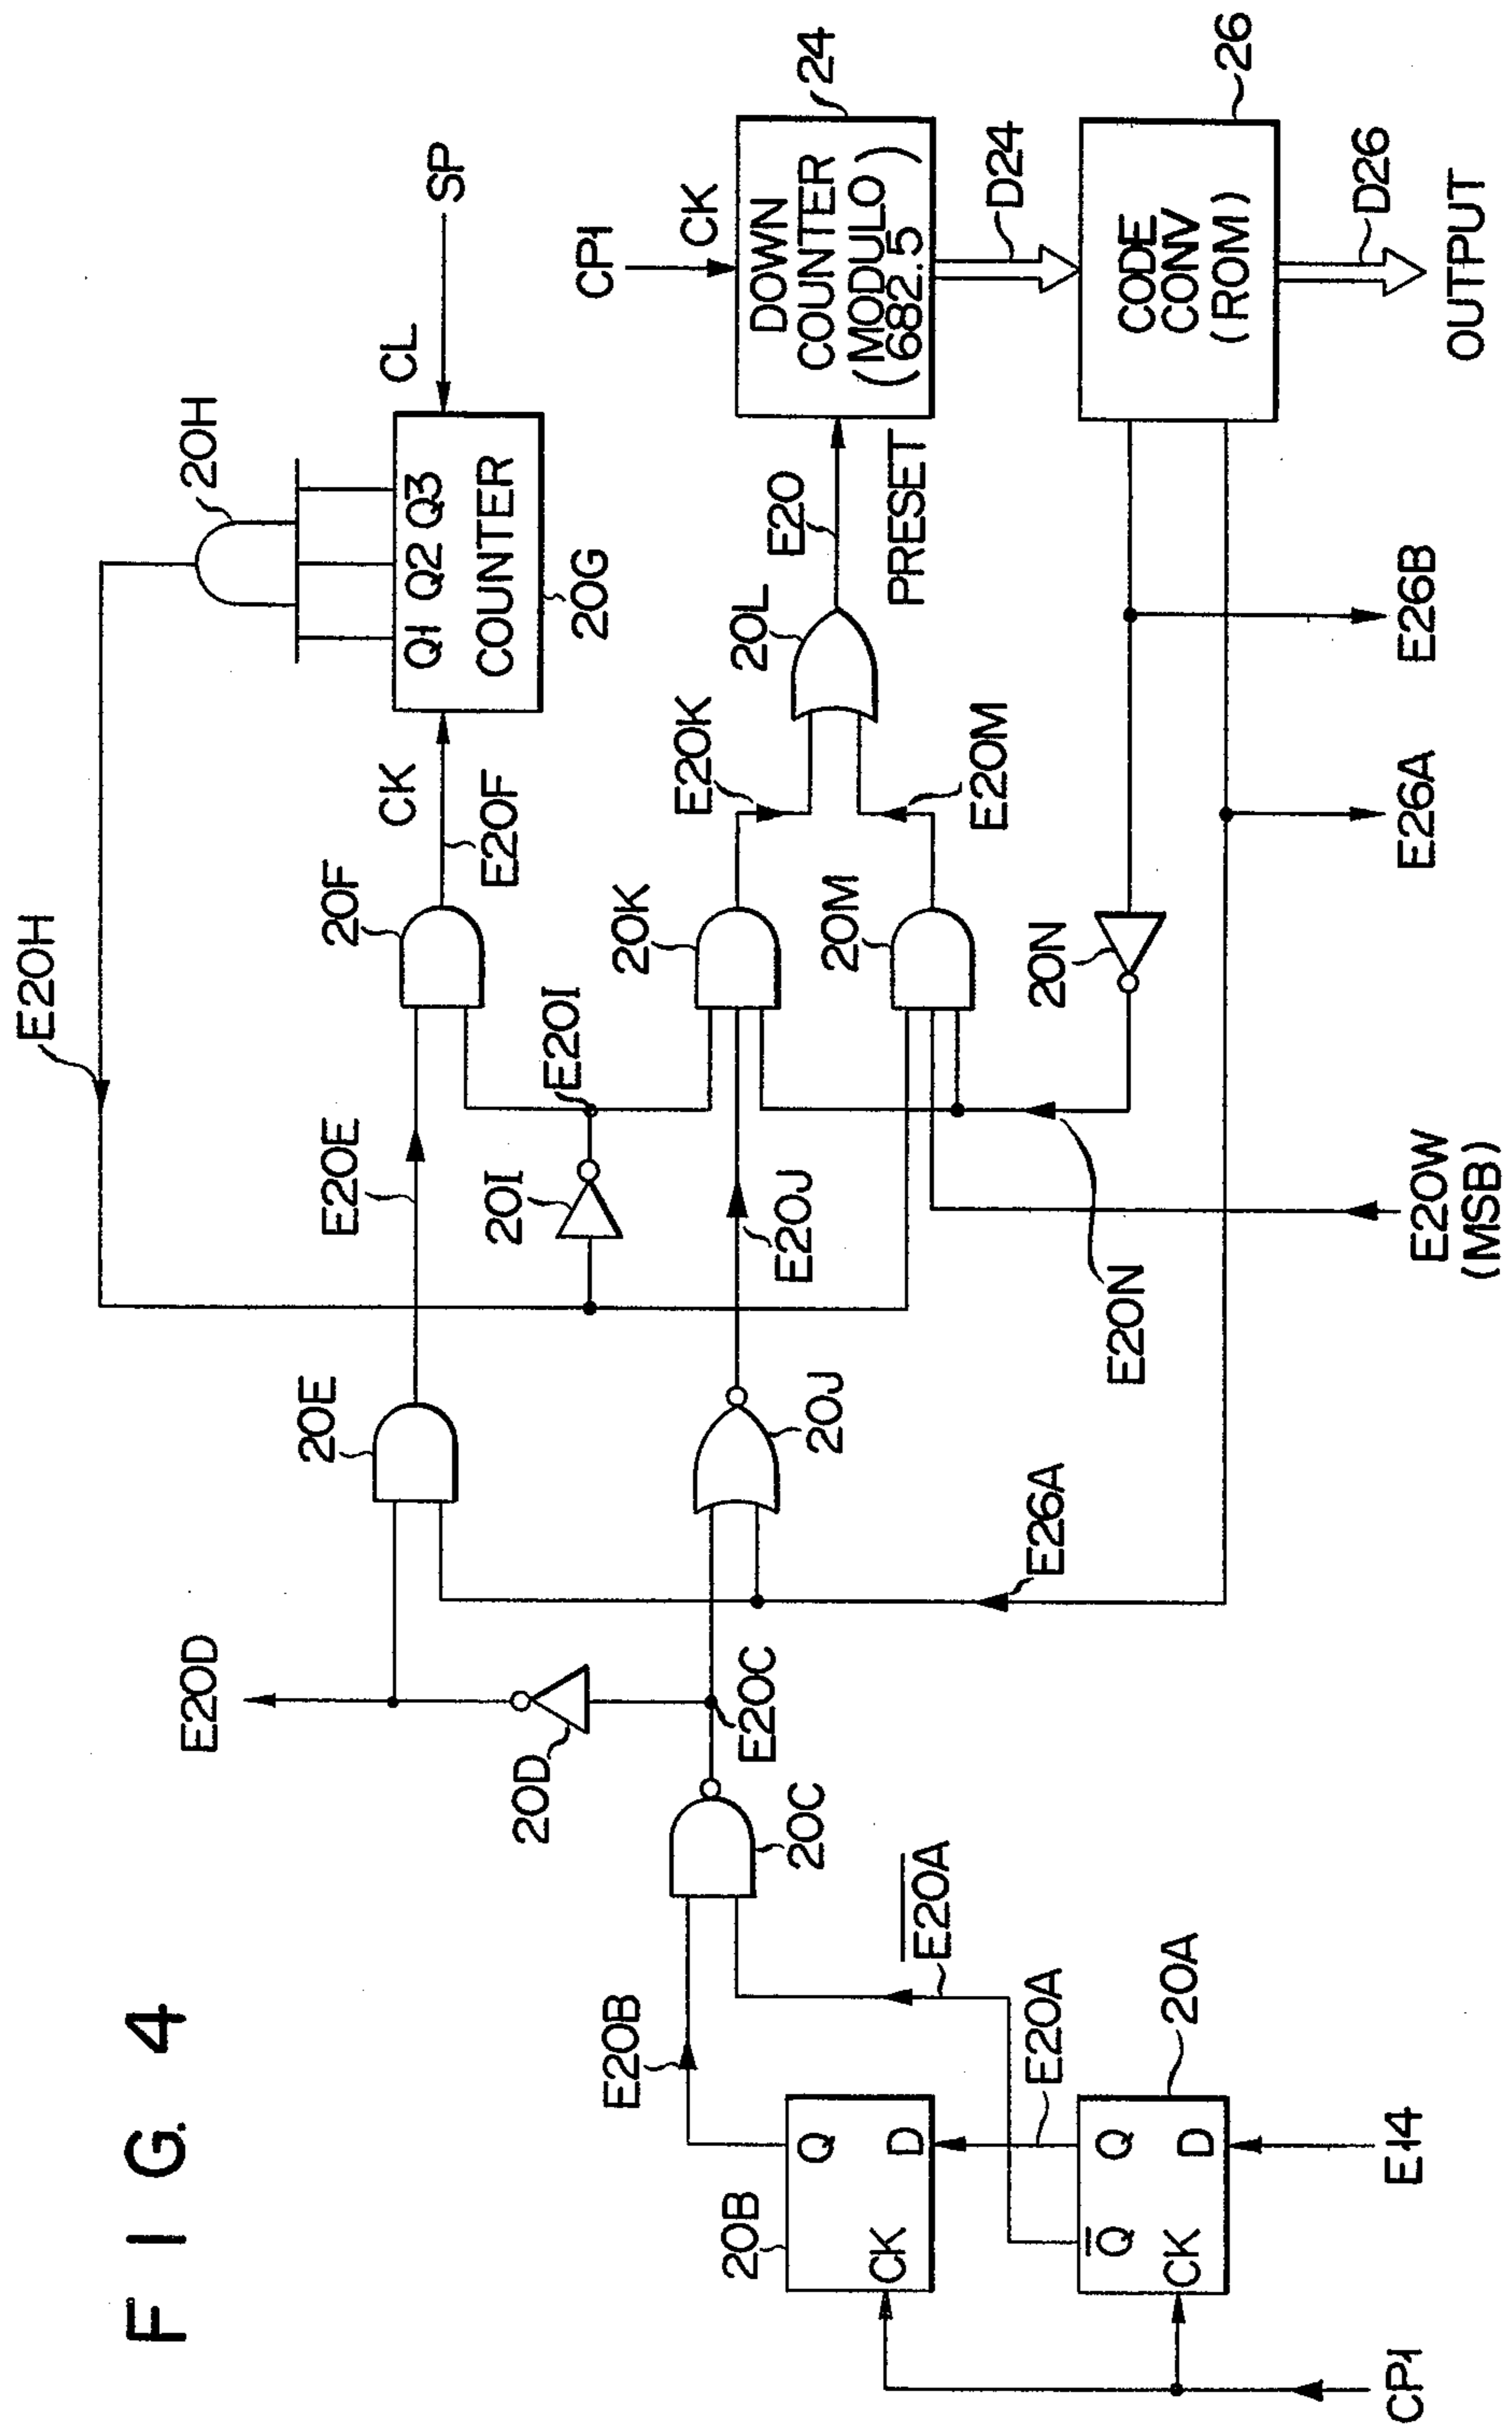 FIG. 4
E20H
20H
CL
SP
Q1 Q2 Q3
COUNTER
20G
CK
E20F
20F
E20E
20E
E20D
20D
20I
E20I
E20C
20C
20J
E20J
20K
E20K
20L
E20
PRESET
CP1
CK
24
DOWN
COUNTER
(MODULO
682.5)
D24
20M
E20M
20N
E20N
E26A
26
CODE
CONV
(ROM)
D26
OUTPUT
E26B
E26A
E20W
(MSB)
E20B
E20A
20B
Q
CK D
E20A
20A
Q̅ Q
CK D
CP1
E14